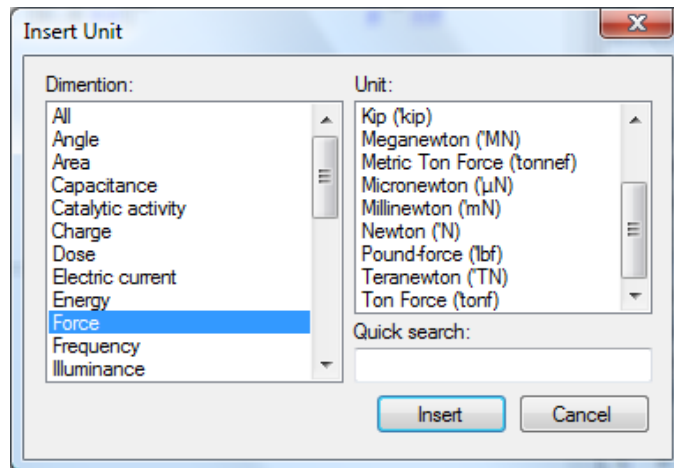 Insert Unit
Dimention:
All
Angle
Area
Capacitance
Catalytic activity
Charge
Dose
Electric current
Energy
Force
Frequency
Illuminance
Unit:
Kip ('kip)
Meganewton ('MN)
Metric Ton Force ('tonnef)
Micronewton ('μN)
Millinewton ('mN)
Newton ('N)
Pound-force ('lbf)
Teranewton ('TN)
Ton Force ('tonf)
Quick search:
Insert
Cancel